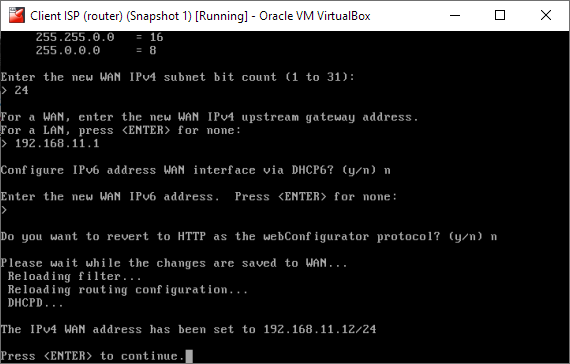 Client ISP (router) (Snapshot 1) [Running] - Oracle VM VirtualBox
255.255.0.0 = 16
255.0.0.0 = 8
Enter the new WAN IPv4 subnet bit count (1 to 31):
> 24
For a WAN, enter the new WAN IPv4 upstream gateway address.
For a LAN, press <ENTER> for none:
> 192.168.11.1
Configure IPv6 address WAN interface via DHCP6? (y/n) n
Enter the new WAN IPv6 address.  Press <ENTER> for none:
>
Do you want to revert to HTTP as the webConfigurator protocol? (y/n) n
Please wait while the changes are saved to WAN...
Reloading filter...
Reloading routing configuration...
DHCPD...
The IPv4 WAN address has been set to 192.168.11.12/24
Press <ENTER> to continue.